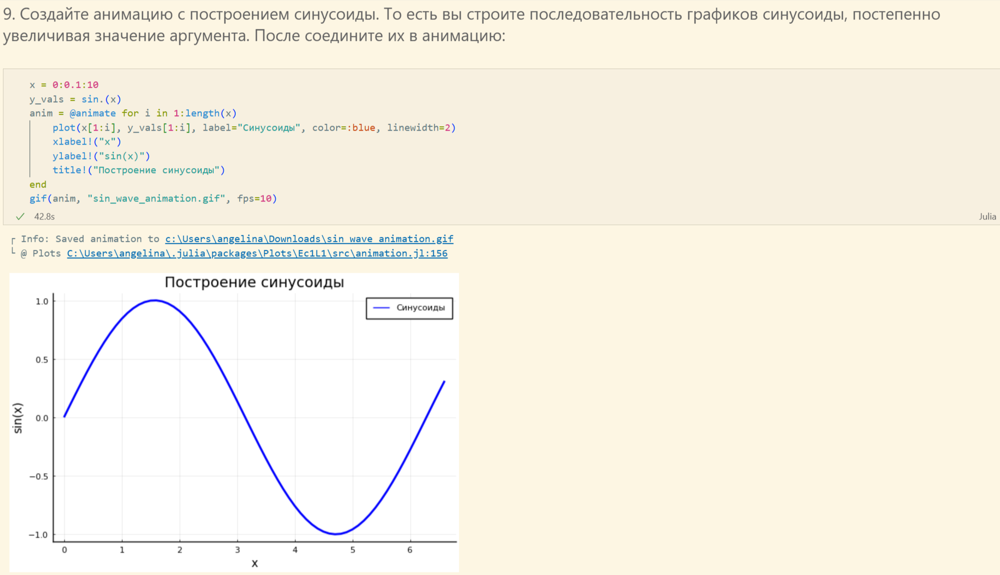 9. Создайте анимацию с построением синусоиды. То есть вы строите последовательность графиков синусоиды, постепенно
увеличивая значение аргумента. После соедините их в анимацию:
x = 0:0.1:10
y_vals = sin.(x)
anim = @animate for i in 1:length(x)
    plot(x[1:i], y_vals[1:i], label="Синусоиды", color=:blue, linewidth=2)
    xlabel!("x")
    ylabel!("sin(x)")
    title!("Построение синусоиды")
end
gif(anim, "sin_wave_animation.gif", fps=10)
42.8s
Julia
┌ Info: Saved animation to c:\Users\angelina\Downloads\sin_wave_animation.gif
└ @ Plots C:\Users\angelina\.julia\packages\Plots\Ec1L1\src\animation.jl:156
Построение синусоиды
Синусоиды
1.0
0.5
0.0
−0.5
−1.0
sin(x)
0 1 2 3 4 5 6
x